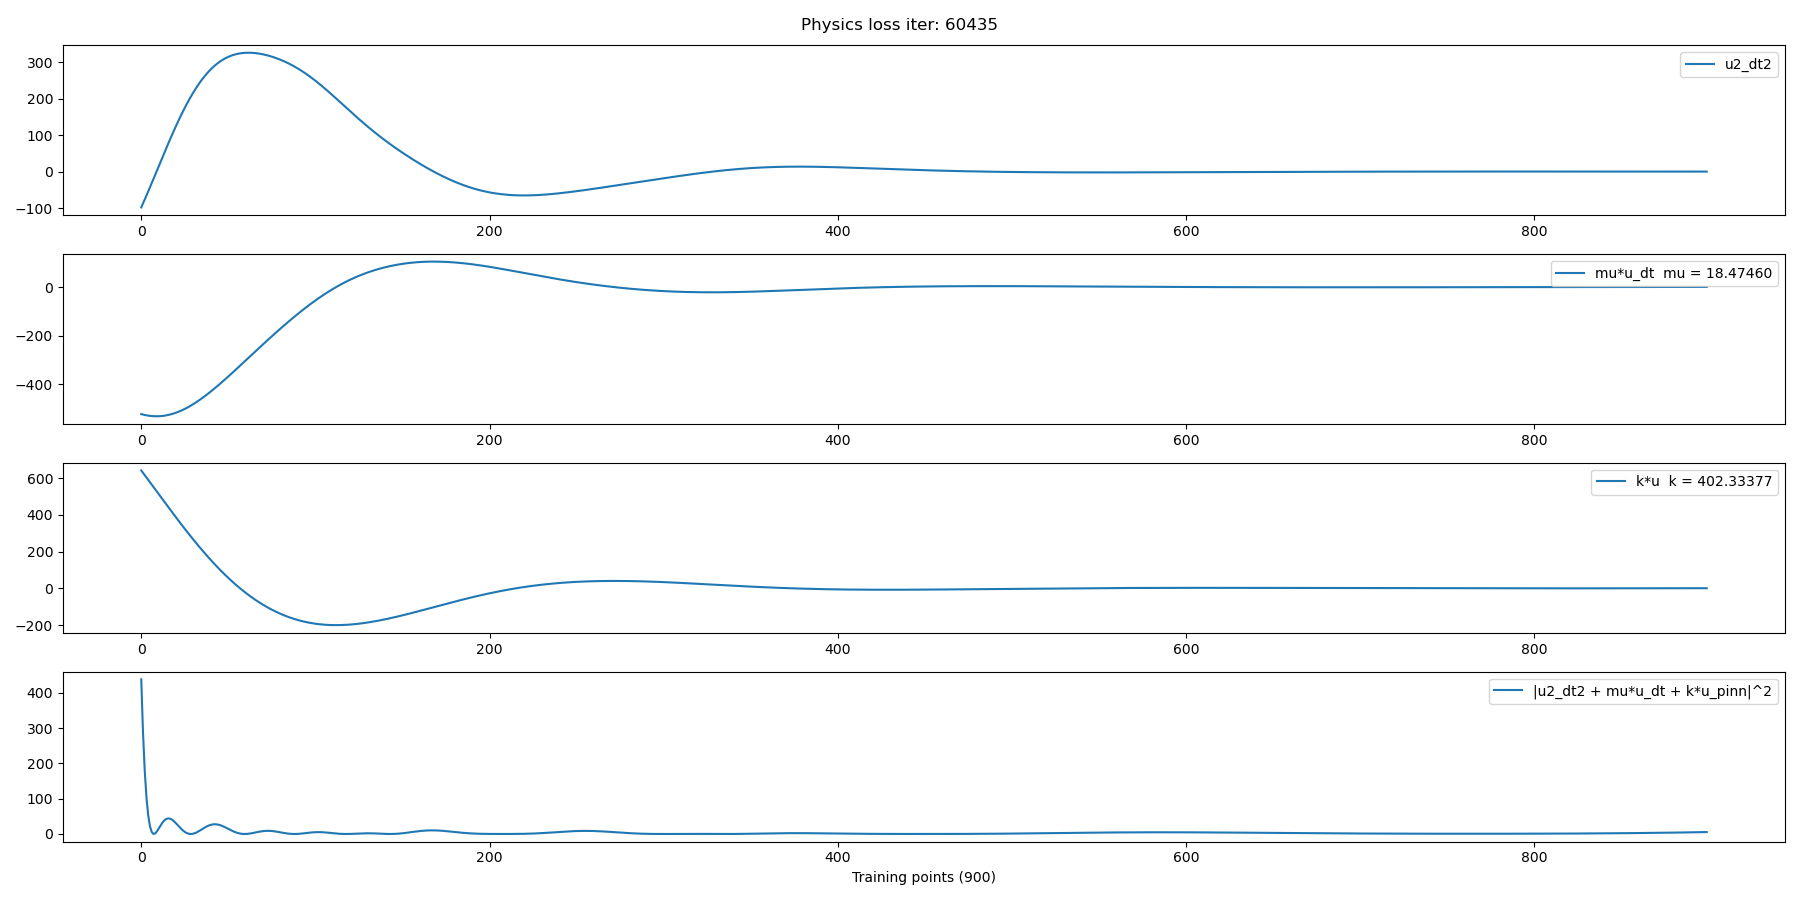 Physics loss iter: 60435
300
200
100
0
−100
u2_dt2
0 200 400 600 800
0
−200
−400
mu*u_dt  mu = 18.47460
0 200 400 600 800
600
400
200
0
−200
k*u  k = 402.33377
0 200 400 600 800
400
300
200
100
0
|u2_dt2 + mu*u_dt + k*u_pinn|^2
0 200 400 600 800
Training points (900)